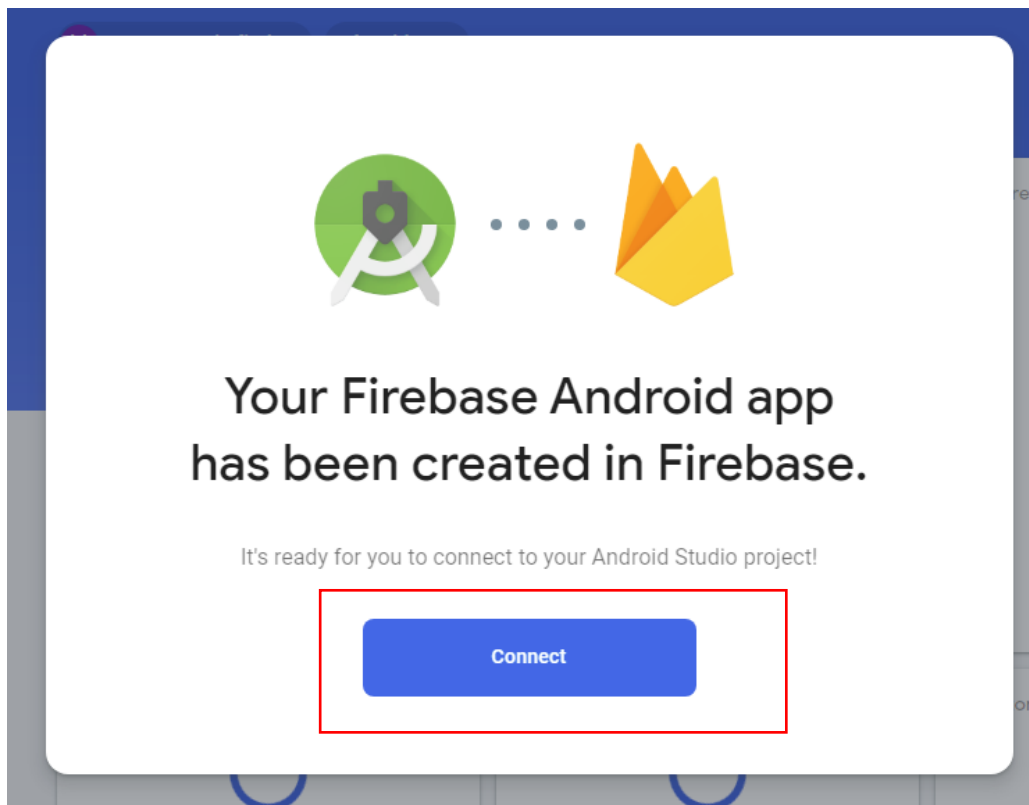 Your Firebase Android app
has been created in Firebase.
It's ready for you to connect to your Android Studio project!
Connect